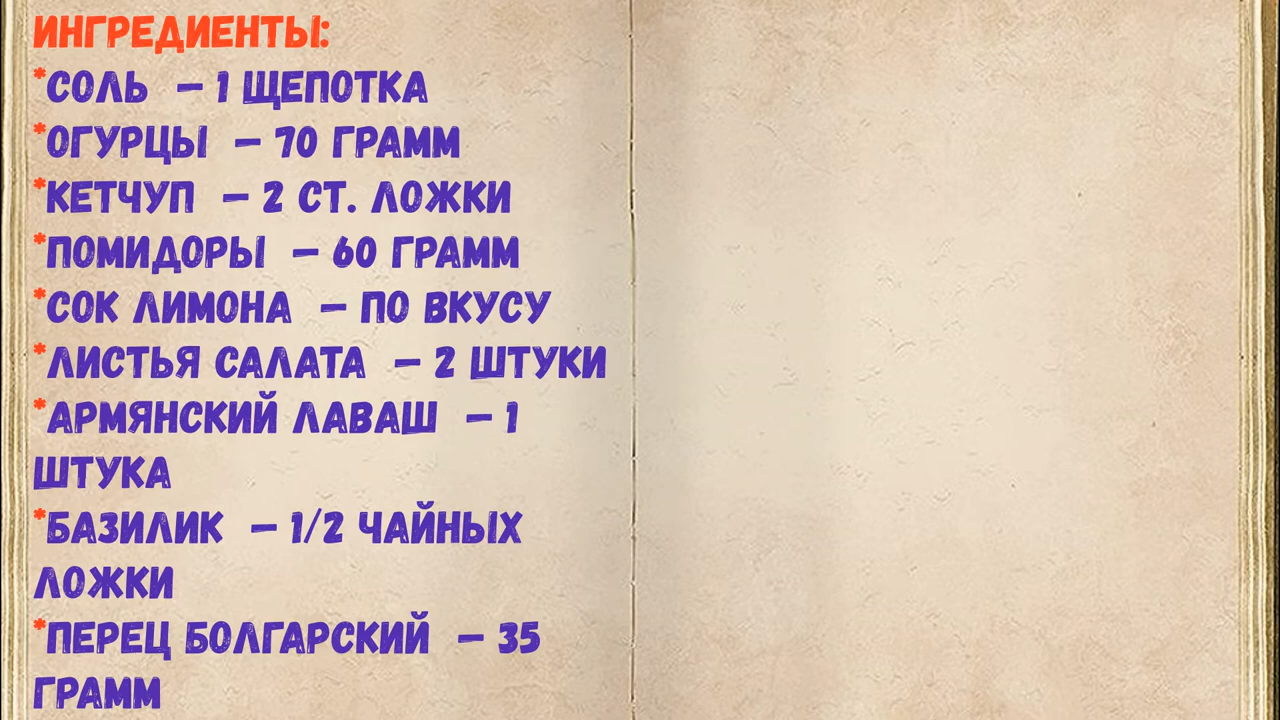 ИНГРЕДИЕНТЫ:
*СОЛЬ – 1 ЩЕПОТКА
*ОГУРЦЫ – 70 ГРАММ
*КЕТЧУП – 2 СТ. ЛОЖКИ
*ПОМИДОРЫ – 60 ГРАММ
*СОК ЛИМОНА – ПО ВКУСУ
*ЛИСТЬЯ САЛАТА – 2 ШТУКИ
*АРМЯНСКИЙ ЛАВАШ – 1
ШТУКА
*БАЗИЛИК – 1/2 ЧАЙНЫХ
ЛОЖКИ
*ПЕРЕЦ БОЛГАРСКИЙ – 35
ГРАММ